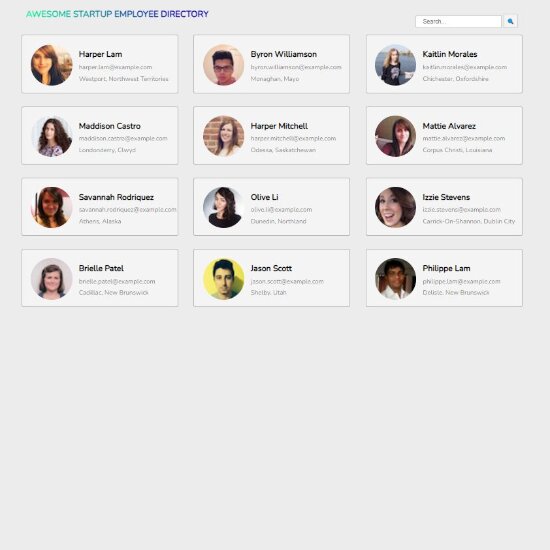 AWESOME STARTUP EMPLOYEE DIRECTORY
Search...
Harper Lam
harper.lam@example.com
Westport, Northwest Territories
Byron Williamson
byron.williamson@example.com
Monaghan, Mayo
Kaitlin Morales
kaitlin.morales@example.com
Chichester, Oxfordshire
Maddison Castro
maddison.castro@example.com
Londonderry, Clwyd
Harper Mitchell
harper.mitchell@example.com
Odessa, Saskatchewan
Mattie Alvarez
mattie.alvarez@example.com
Corpus Christi, Louisiana
Savannah Rodriquez
savannah.rodriquez@example.com
Athens, Alaska
Olive Li
olive.li@example.com
Dunedin, Northland
Izzie Stevens
izzie.stevens@example.com
Carrick-On-Shannon, Dublin City
Brielle Patel
brielle.patel@example.com
Cadillac, New Brunswick
Jason Scott
jason.scott@example.com
Shelby, Utah
Philippe Lam
philippe.lam@example.com
Delisle, New Brunswick